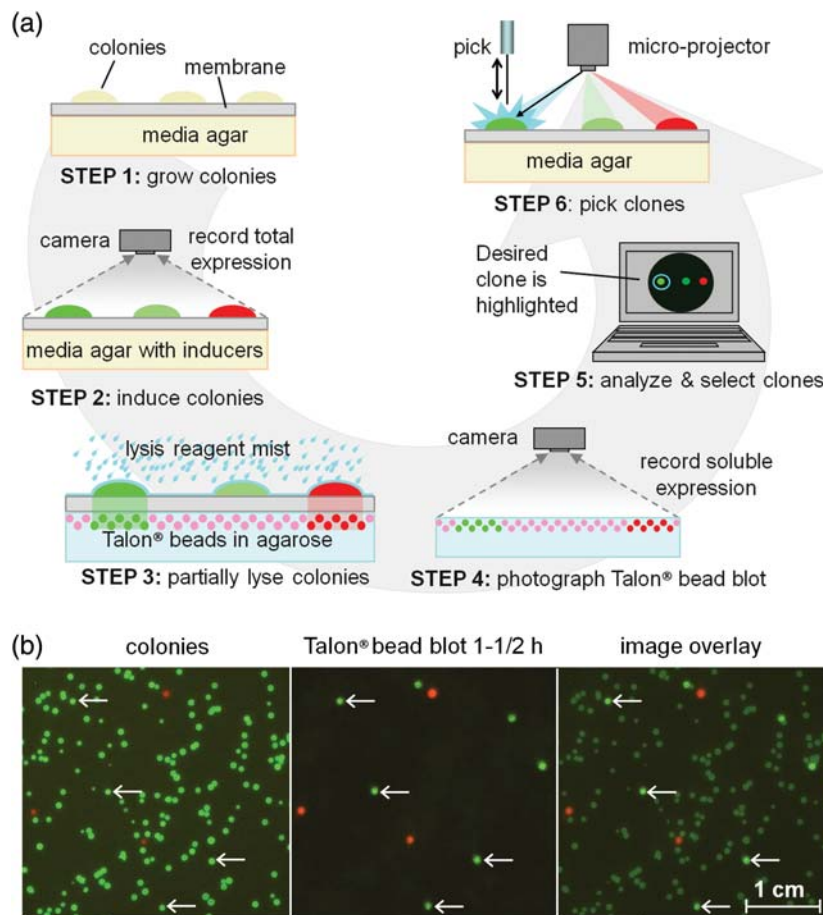 (a)
colonies
membrane
media agar
STEP 1: grow colonies
camera
record total
expression
media agar with inducers
STEP 2: induce colonies
lysis reagent mist
Talon® beads in agarose
STEP 3: partially lyse colonies
camera
record soluble
expression
STEP 4: photograph Talon® bead blot
Desired
clone is
highlighted
STEP 5: analyze & select clones
pick
micro-projector
media agar
STEP 6: pick clones
(b)
colonies
Talon® bead blot 1-1/2 h
image overlay
1 cm